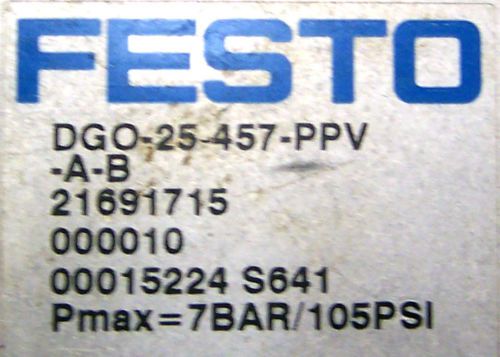 FESTO
DGO-25-457-PPV
-A-B
21691715
000010
00015224 S641
Pmax=7BAR/105PSI